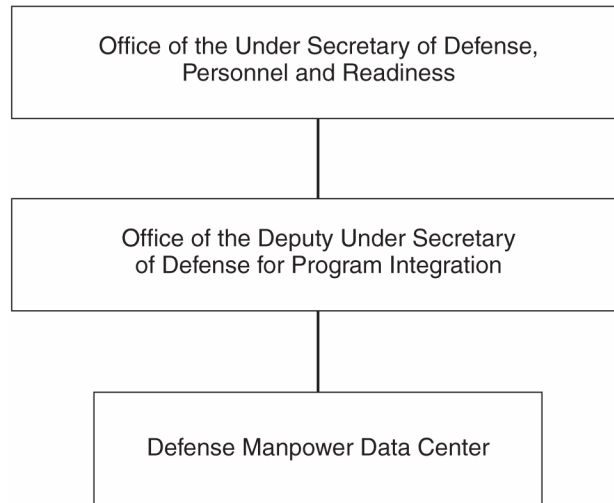 Office of the Under Secretary of Defense,
Personnel and Readiness
Office of the Deputy Under Secretary
of Defense for Program Integration
Defense Manpower Data Center